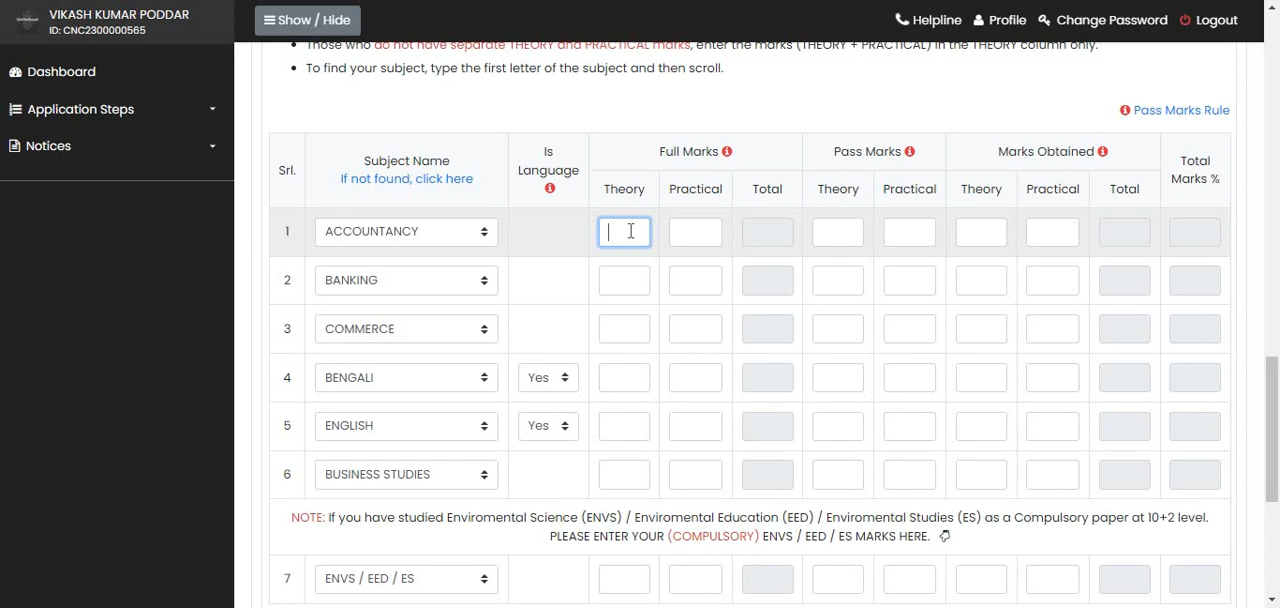 VIKASH KUMAR PODDAR
ID: CNC2300000565
Show / Hide
Helpline
Profile
Change Password
Logout
Dashboard
Application Steps
Notices
Those who do not have separate THEORY and PRACTICAL marks, enter the marks (THEORY + PRACTICAL) in the THEORY column only.
To find your subject, type the first letter of the subject and then scroll.
Pass Marks Rule
Srl.
Subject Name
If not found, click here
Is
Language
Full Marks
Pass Marks
Marks Obtained
Total
Marks %
Theory
Practical
Total
Theory
Practical
Theory
Practical
Total
1 ACCOUNTANCY
2 BANKING
3 COMMERCE
4 BENGALI Yes
5 ENGLISH Yes
6 BUSINESS STUDIES
NOTE: If you have studied Enviromental Science (ENVS) / Enviromental Education (EED) / Enviromental Studies (ES) as a Compulsory paper at 10+2 level.
PLEASE ENTER YOUR (COMPULSORY) ENVS / EED / ES MARKS HERE.
7 ENVS / EED / ES